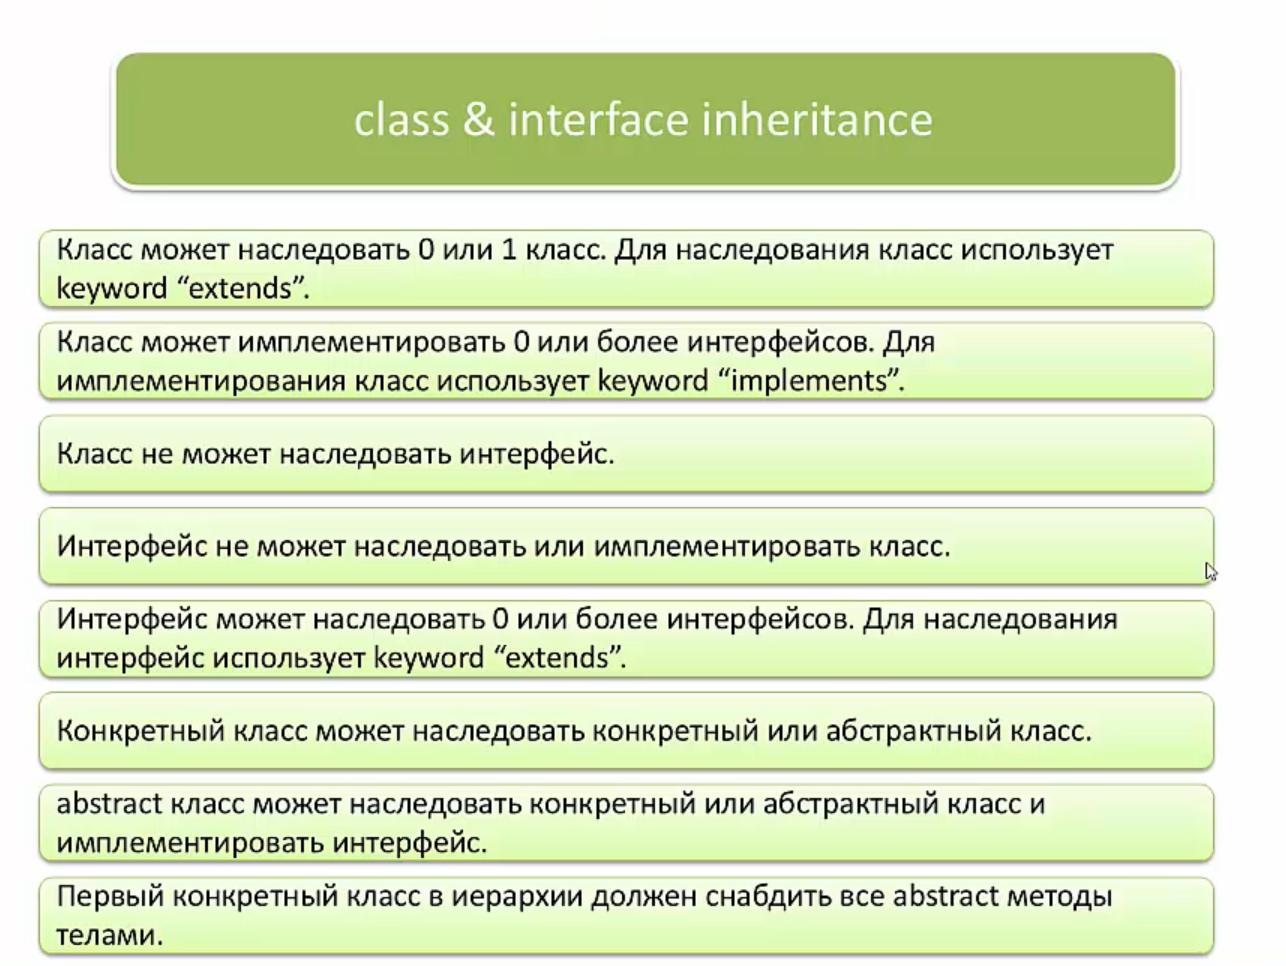 class & interface inheritance
Класс может наследовать 0 или 1 класс. Для наследования класс использует
keyword “extends”.
Класс может имплементировать 0 или более интерфейсов. Для
имплементирования класс использует keyword “implements”.
Класс не может наследовать интерфейс.
Интерфейс не может наследовать или имплементировать класс.
Интерфейс может наследовать 0 или более интерфейсов. Для наследования
интерфейс использует keyword “extends”.
Конкретный класс может наследовать конкретный или абстрактный класс.
abstract класс может наследовать конкретный или абстрактный класс и
имплементировать интерфейс.
Первый конкретный класс в иерархии должен снабдить все abstract методы
телами.